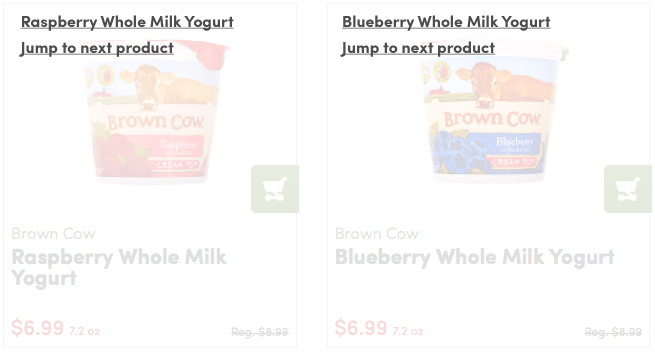 Raspberry Whole Milk Yogurt
Jump to next product
BROWN COW
Raspberry
CREAM TOP
Brown Cow
Raspberry Whole Milk
Yogurt
$6.99 7.2 oz
Reg. $8.99
Blueberry Whole Milk Yogurt
Jump to next product
BROWN COW
Blueberry
CREAM TOP
Brown Cow
Blueberry Whole Milk Yogurt
$6.99 7.2 oz
Reg. $8.99